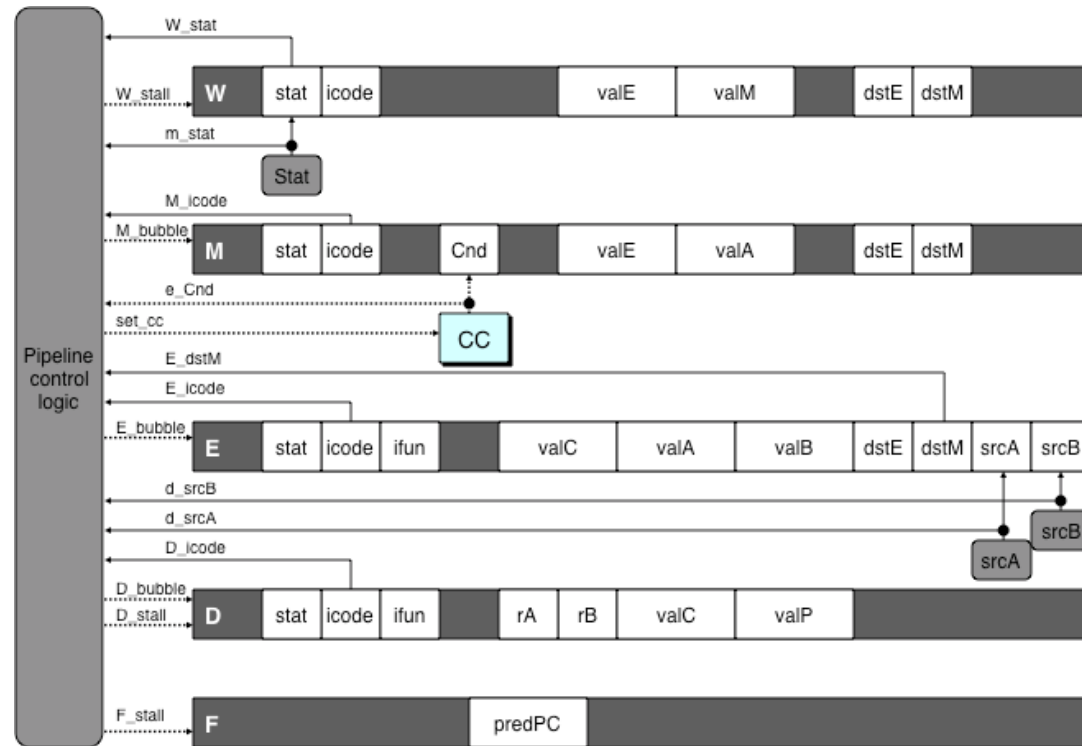 W_stat
W_stall
W stat icode valE valM dstE dstM
m_stat
Stat
M_icode
M_bubble
M stat icode Cnd valE valA dstE dstM
e_Cnd
set_cc
CC
Pipeline
control
logic
E_dstM
E_icode
E_bubble
E stat icode ifun valC valA valB dstE dstM srcA srcB
d_srcB
d_srcA
srcB
srcA
D_icode
D_bubble
D_stall
D stat icode ifun rA rB valC valP
F_stall
F predPC